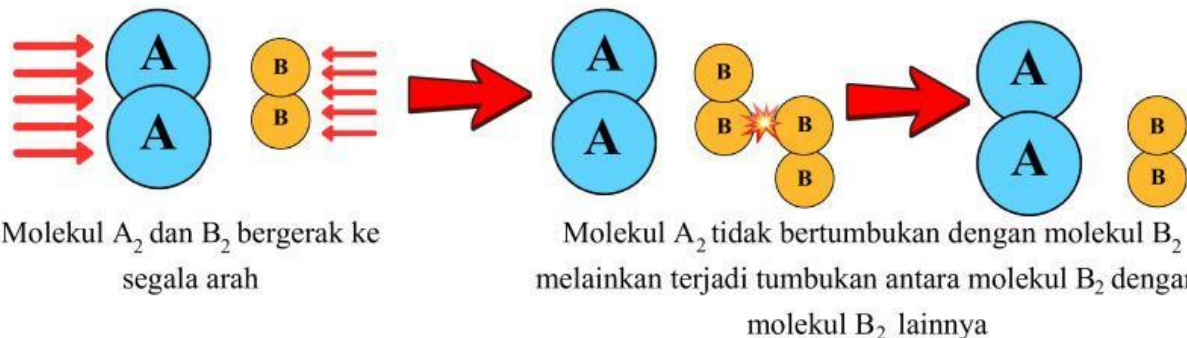 A
A
B
B
A
A
B
B
B
B
A
A
B
B
Molekul A₂ dan B₂ bergerak ke
segala arah
Molekul A₂ tidak bertumbukan dengan molekul B₂
melainkan terjadi tumbukan antara molekul B₂ dengan
molekul B₂ lainnya